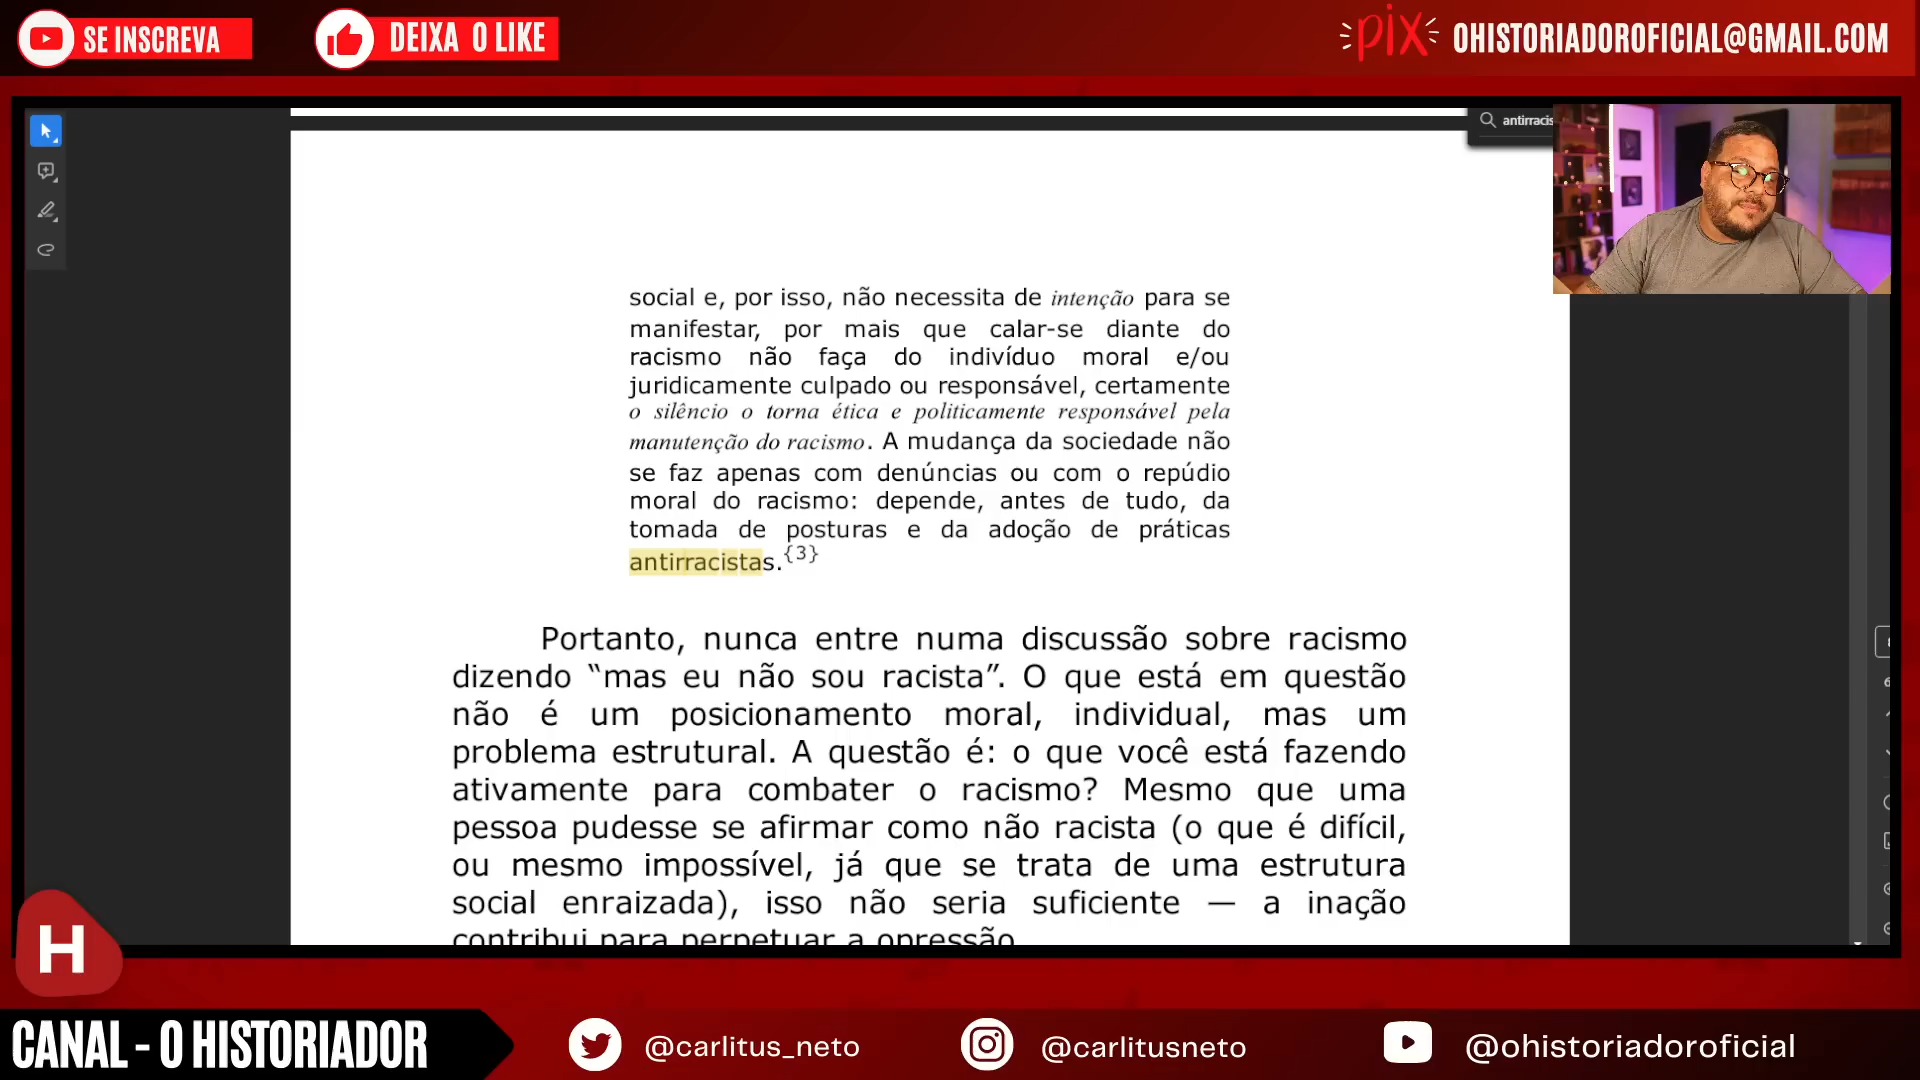 SE INSCREVA
DEIXA O LIKE
PIX
OHISTORIADOROFICIAL@GMAIL.COM
antirracis
social e, por isso, não necessita de intenção para se
manifestar, por mais que calar-se diante do
racismo não faça do indivíduo moral e/ou
juridicamente culpado ou responsável, certamente
o silêncio o torna ética e politicamente responsável pela
manutenção do racismo. A mudança da sociedade não
se faz apenas com denúncias ou com o repúdio
moral do racismo: depende, antes de tudo, da
tomada de posturas e da adoção de práticas
antirracistas.{3}
Portanto, nunca entre numa discussão sobre racismo
dizendo “mas eu não sou racista”. O que está em questão
não é um posicionamento moral, individual, mas um
problema estrutural. A questão é: o que você está fazendo
ativamente para combater o racismo? Mesmo que uma
pessoa pudesse se afirmar como não racista (o que é difícil,
ou mesmo impossível, já que se trata de uma estrutura
social enraizada), isso não seria suficiente — a inação
contribui para perpetuar a opressão.
H
CANAL - O HISTORIADOR
@carlitus_neto
@carlitusneto
@ohistoriadoroficial